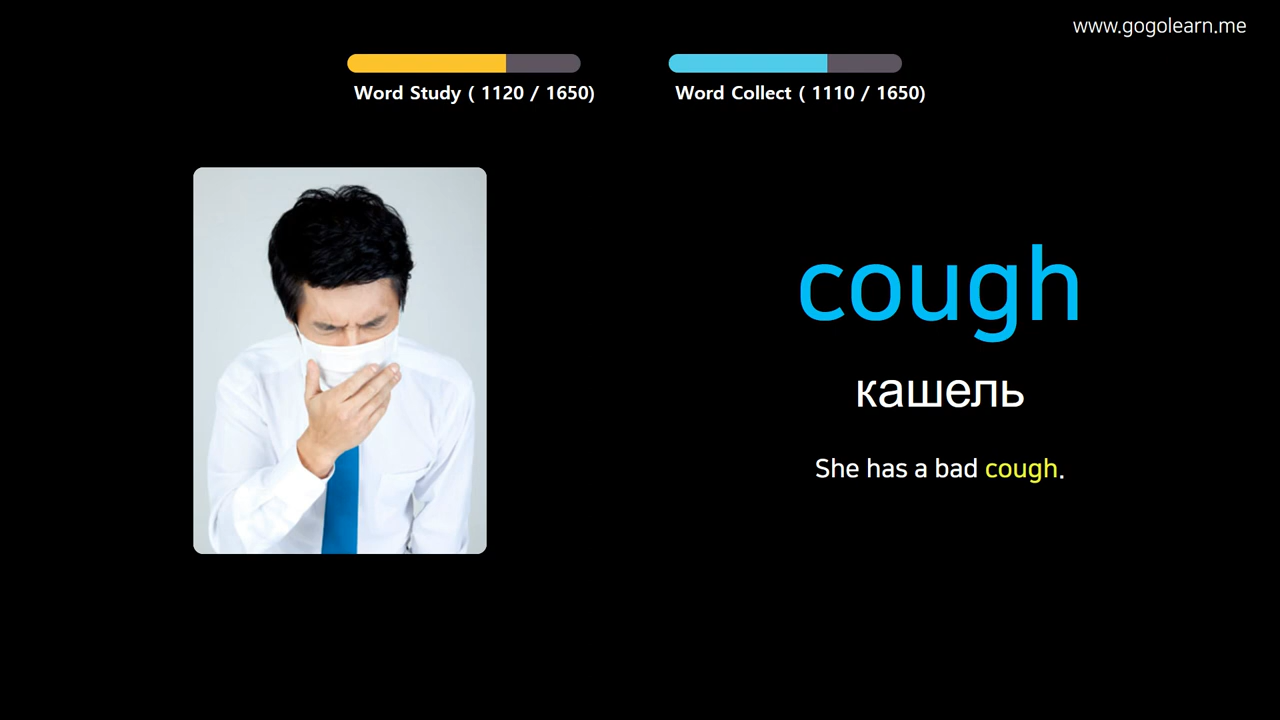 www.gogolearn.me
Word Study ( 1120 / 1650)
Word Collect ( 1110 / 1650)
cough
кашель
She has a bad cough.